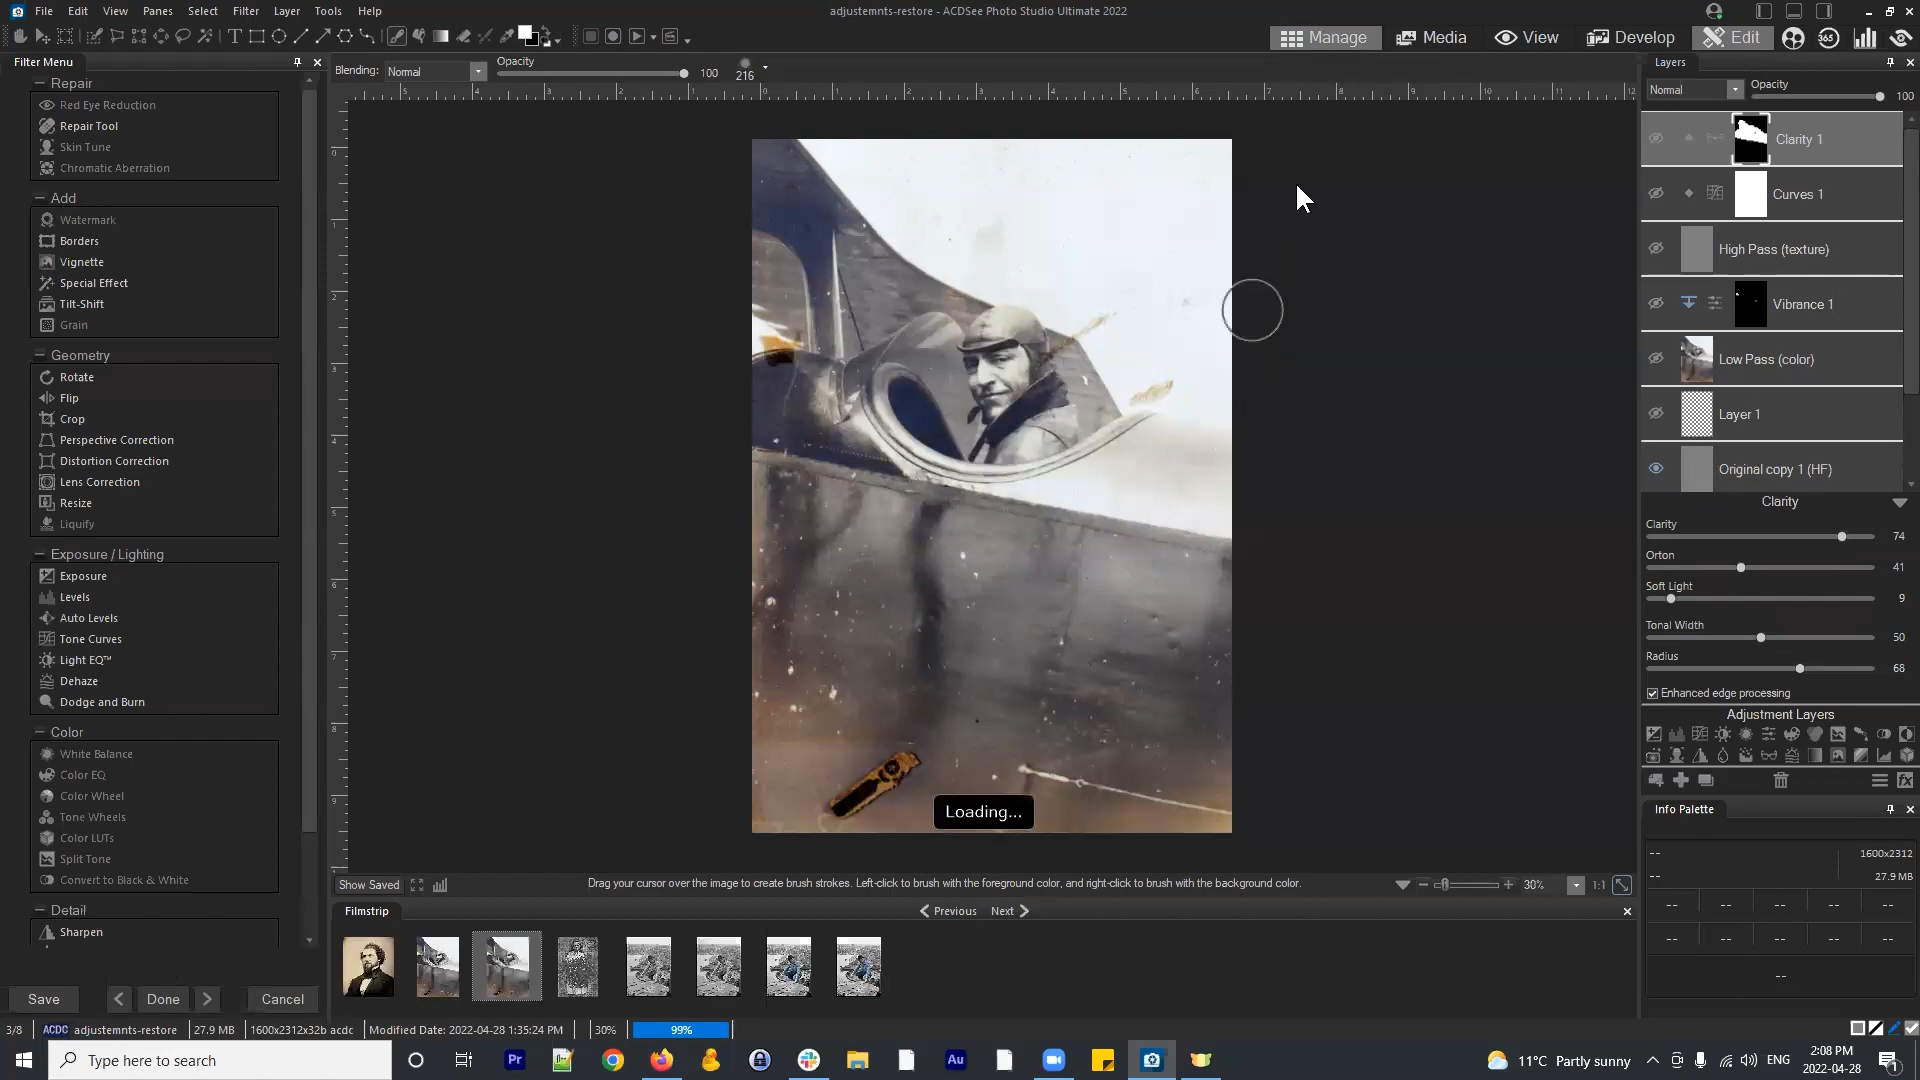 File Edit View Panes Select Filter Layer Tools Help
adjustemnts-restore - ACDSee Photo Studio Ultimate 2022
Manage Media View Develop Edit 365
Filter Menu
Blending: Normal Opacity 100 216
Repair
Red Eye Reduction
Repair Tool
Skin Tune
Chromatic Aberration
Add
Watermark
Borders
Vignette
Special Effect
Tilt-Shift
Grain
Geometry
Rotate
Flip
Crop
Perspective Correction
Distortion Correction
Lens Correction
Resize
Liquify
Exposure / Lighting
Exposure
Levels
Auto Levels
Tone Curves
Light EQ™
Dehaze
Dodge and Burn
Color
White Balance
Color EQ
Color Wheel
Tone Wheels
Color LUTs
Split Tone
Convert to Black & White
Detail
Sharpen
Save Done Cancel
Loading...
Show Saved
Drag your cursor over the image to create brush strokes. Left-click to brush with the foreground color, and right-click to brush with the background color.
30% 1:1
Filmstrip
Previous Next
Layers
Normal Opacity 100
Clarity 1
Curves 1
High Pass (texture)
Vibrance 1
Low Pass (color)
Layer 1
Original copy 1 (HF)
Clarity
Clarity 74
Orton 41
Soft Light 9
Tonal Width 50
Radius 68
Enhanced edge processing
Adjustment Layers
Info Palette
-- 1600x2312
-- 27.9 MB
-- -- -- -- --
-- -- -- -- --
--
3/8 ACDC adjustemnts-restore 27.9 MB 1600x2312x32b acdc Modified Date: 2022-04-28 1:35:24 PM 30% 99%
Type here to search
Pr Au
11°C Partly sunny ENG 2:08 PM
2022-04-28
1